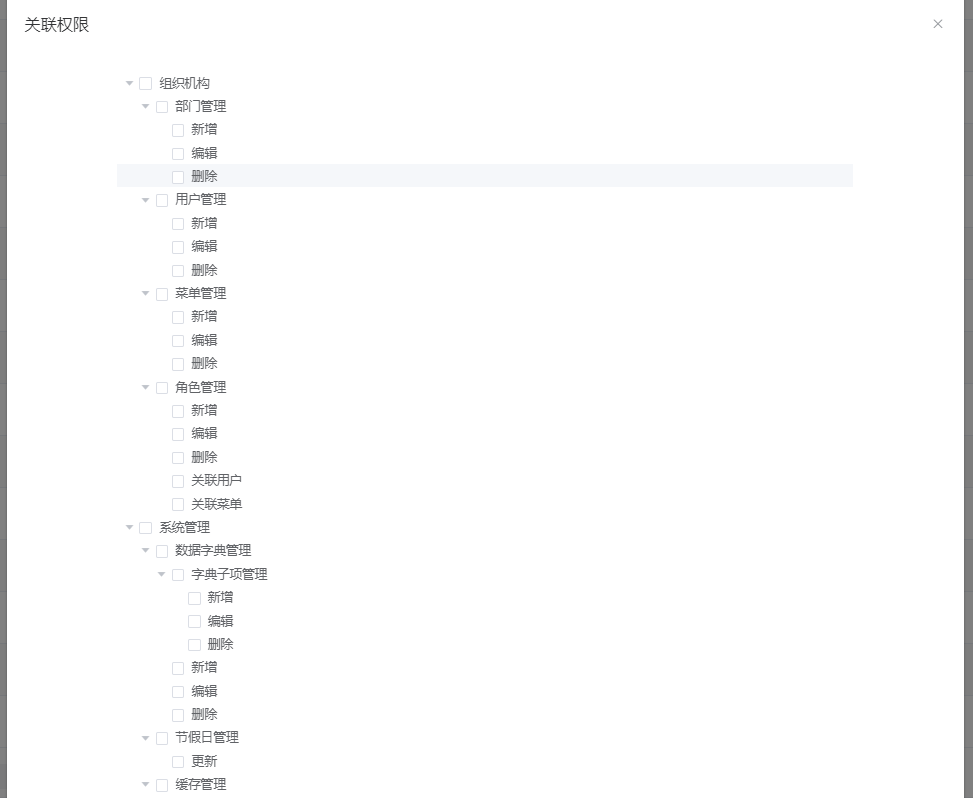 关联权限
组织机构
部门管理
新增
编辑
删除
用户管理
新增
编辑
删除
菜单管理
新增
编辑
删除
角色管理
新增
编辑
删除
关联用户
关联菜单
系统管理
数据字典管理
字典子项管理
新增
编辑
删除
新增
编辑
删除
节假日管理
更新
缓存管理